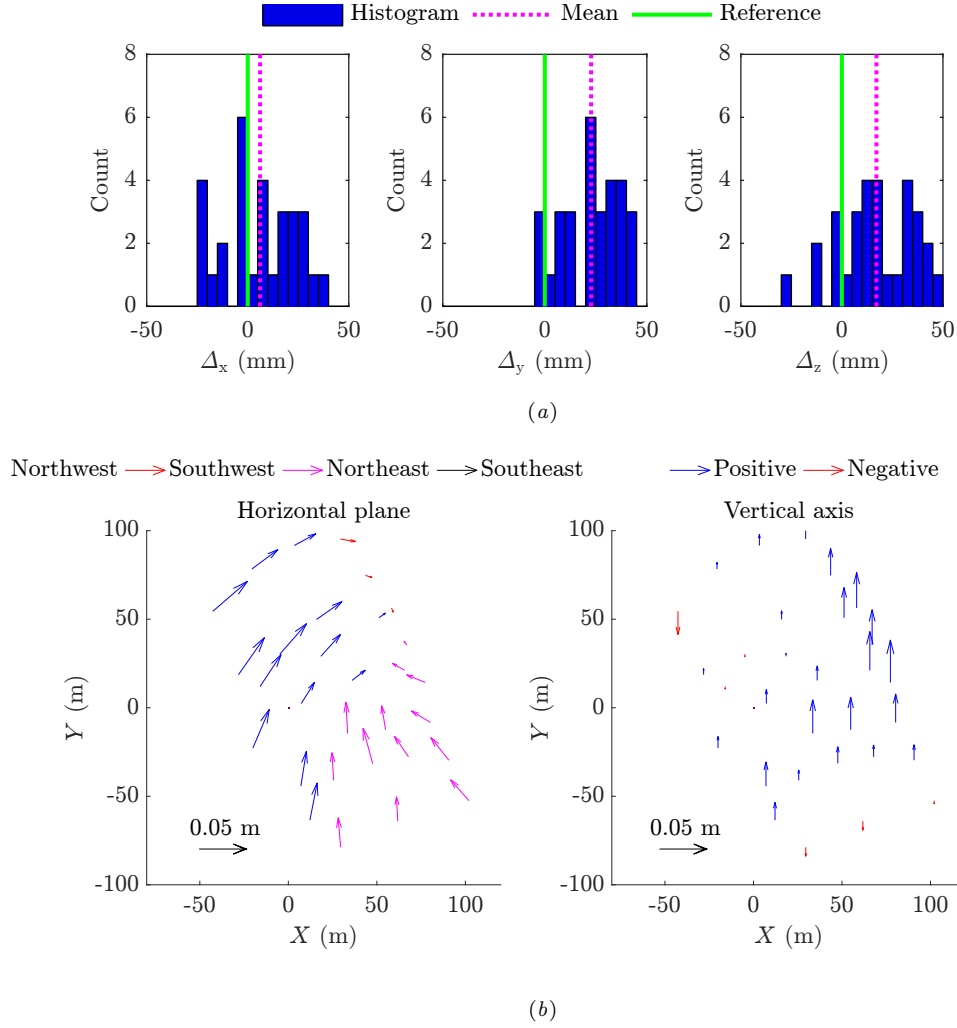 Histogram Mean Reference
8 8 8
6 6 6
4 4 4
2 2 2
0 0 0
Count Count Count
-50 0 50 -50 0 50 -50 0 50
Δx (mm) Δy (mm) Δz (mm)
(a)
Northwest Southwest Northeast Southeast Positive Negative
Horizontal plane Vertical axis
100 100
50 50
0 0
-50 -50
-100 -100
Y (m) Y (m)
0.05 m 0.05 m
-50 0 50 100 -50 0 50 100
X (m) X (m)
(b)